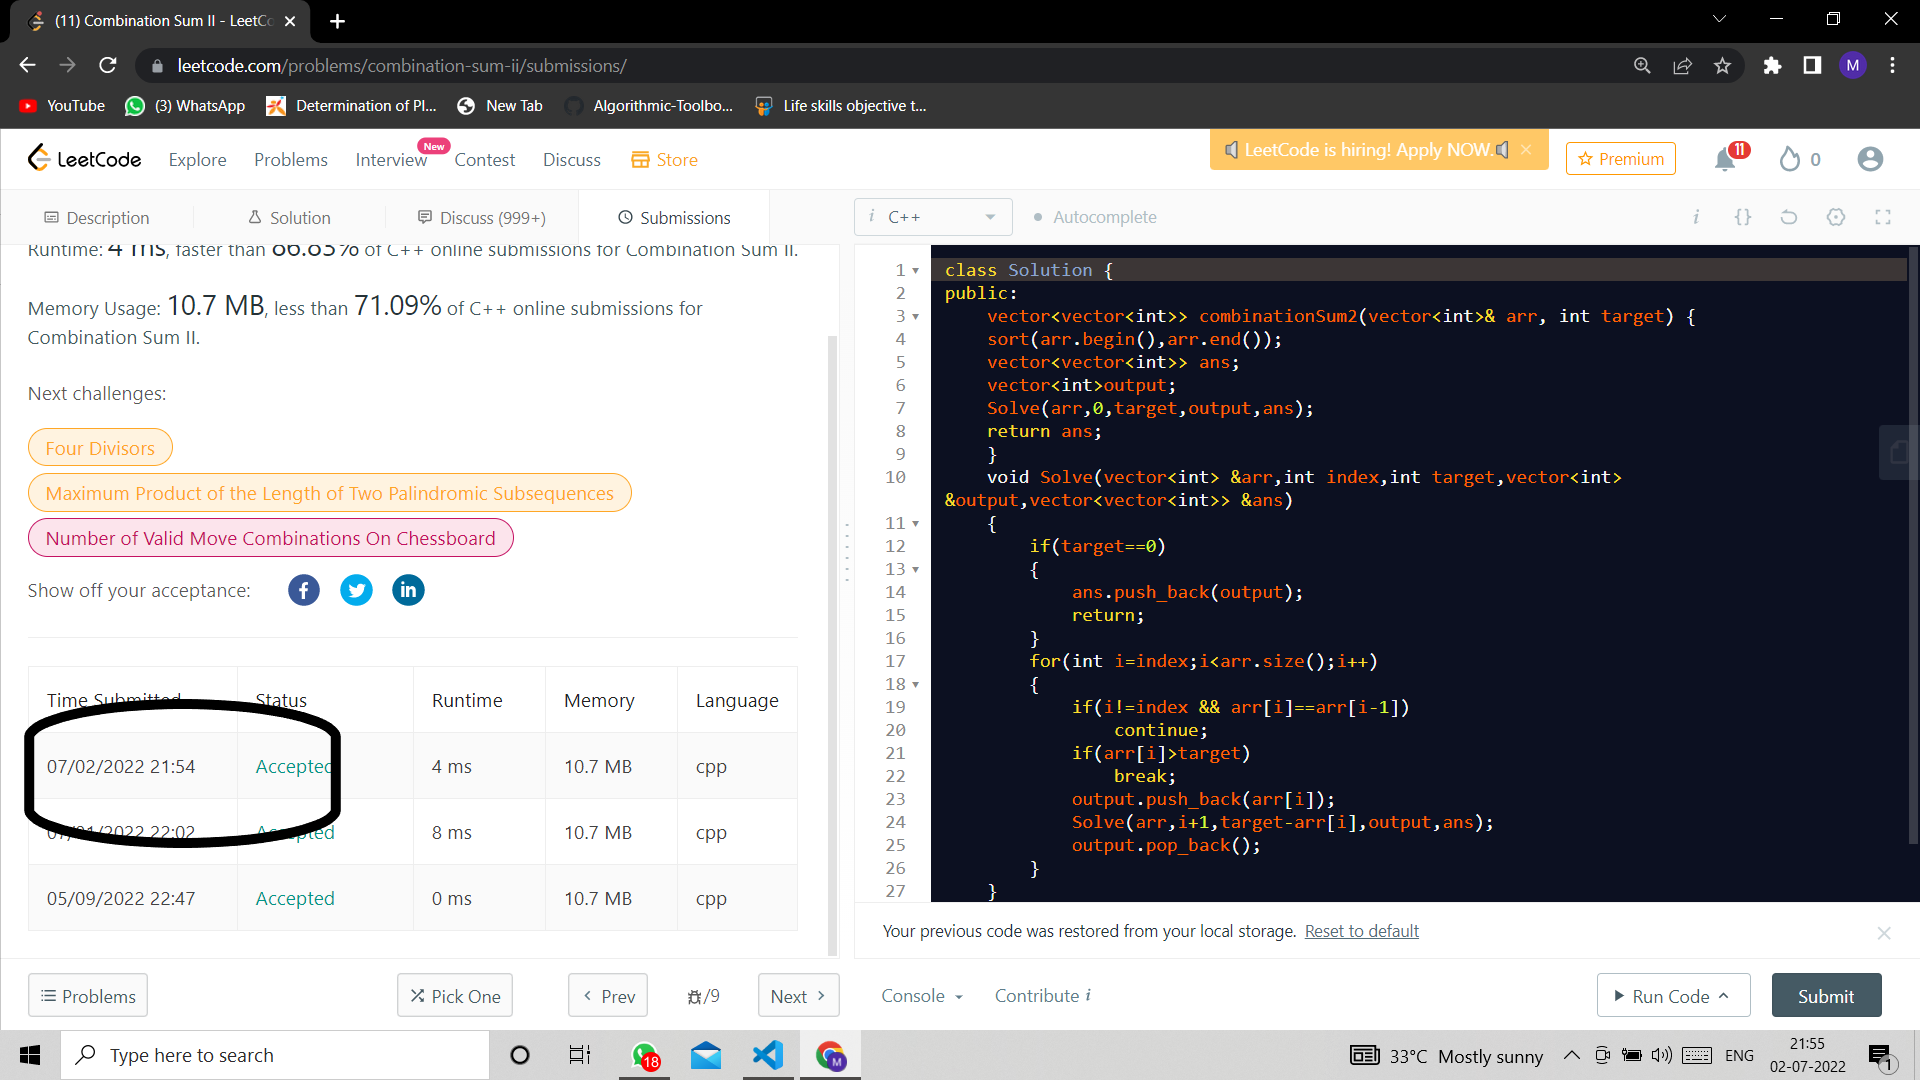 (11) Combination Sum II - LeetCo
leetcode.com/problems/combination-sum-ii/submissions/
M
YouTube
(3) WhatsApp
Determination of Pl...
New Tab
Algorithmic-Toolbo...
Life skills objective t...
LeetCode
Explore
Problems
Interview
New
Contest
Discuss
Store
LeetCode is hiring! Apply NOW.
Premium
11
0
Description
Solution
Discuss (999+)
Submissions
i C++
Autocomplete
i {}
Runtime: 4 ms, faster than 86.83% of C++ online submissions for Combination Sum II.
Memory Usage: 10.7 MB, less than 71.09% of C++ online submissions for
Combination Sum II.
Next challenges:
Four Divisors
Maximum Product of the Length of Two Palindromic Subsequences
Number of Valid Move Combinations On Chessboard
Show off your acceptance:
Time Submitted Status Runtime Memory Language
07/02/2022 21:54 Accepted 4 ms 10.7 MB cpp
07/01/2022 22:02 Accepted 8 ms 10.7 MB cpp
05/09/2022 22:47 Accepted 0 ms 10.7 MB cpp
1 class Solution {
2 public:
3 vector<vector<int>> combinationSum2(vector<int>& arr, int target) {
4 sort(arr.begin(),arr.end());
5 vector<vector<int>> ans;
6 vector<int>output;
7 Solve(arr,0,target,output,ans);
8 return ans;
9 }
10 void Solve(vector<int> &arr,int index,int target,vector<int>
&output,vector<vector<int>> &ans)
11 {
12 if(target==0)
13 {
14 ans.push_back(output);
15 return;
16 }
17 for(int i=index;i<arr.size();i++)
18 {
19 if(i!=index && arr[i]==arr[i-1])
20 continue;
21 if(arr[i]>target)
22 break;
23 output.push_back(arr[i]);
24 Solve(arr,i+1,target-arr[i],output,ans);
25 output.pop_back();
26 }
27 }
Your previous code was restored from your local storage. Reset to default
Problems
Pick One
Prev
/9
Next
Console
Contribute i
Run Code
Submit
Type here to search
18
M
33°C Mostly sunny
ENG
21:55
02-07-2022
1